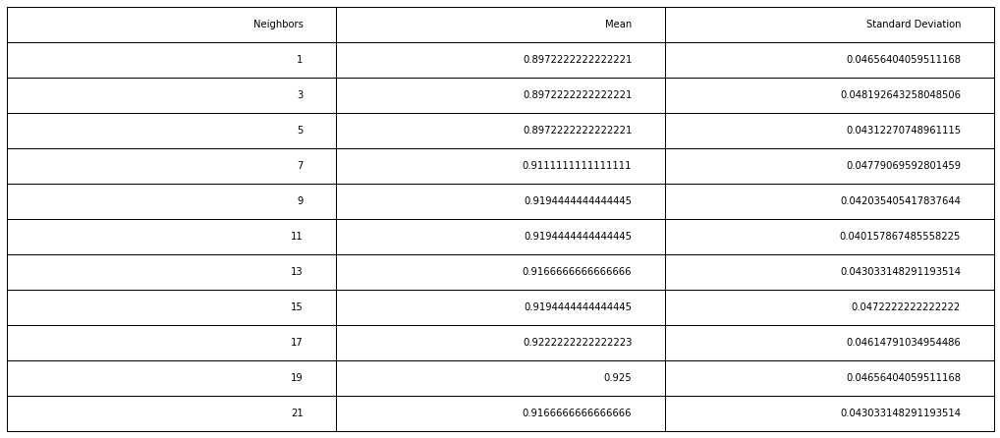 Neighbors Mean Standard Deviation
1 0.8972222222222221 0.04656404059511168
3 0.8972222222222221 0.048192643258048506
5 0.8972222222222221 0.04312270748961115
7 0.9111111111111111 0.04779069592801459
9 0.9194444444444445 0.042035405417837644
11 0.9194444444444445 0.040157867485558225
13 0.9166666666666666 0.043033148291193514
15 0.9194444444444445 0.0472222222222222
17 0.9222222222222223 0.04614791034954486
19 0.925 0.04656404059511168
21 0.9166666666666666 0.043033148291193514